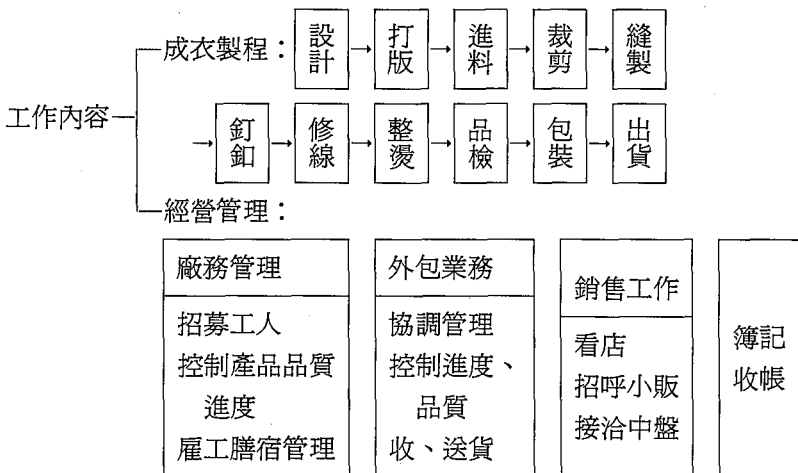 成衣製程：設計→打版→進料→裁剪→縫製
工作內容
→釘釦→修線→整燙→品檢→包裝→出貨
經營管理：
廠務管理
招募工人
控制產品品質
進度
雇工膳宿管理
外包業務
協調管理
控制進度、
品質
收、送貨
銷售工作
看店
招呼小販
接洽中盤
簿記
收帳